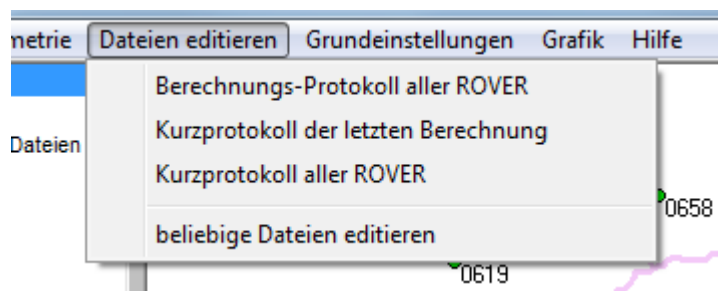 metrie Dateien editieren Grundeinstellungen Grafik Hilfe
Berechnungs-Protokoll aller ROVER
Dateien
Kurzprotokoll der letzten Berechnung
Kurzprotokoll aller ROVER
0658
beliebige Dateien editieren
0619